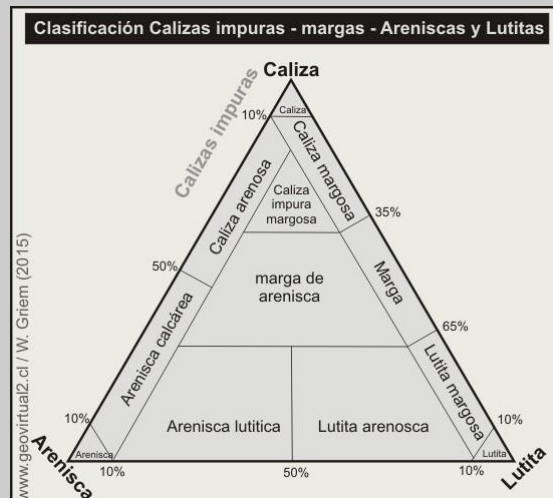 Clasificación Calizas impuras - margas - Areniscas y Lutitas
Caliza
Calizas impuras
10%
Caliza
Caliza arenosa
Caliza margosa
Caliza
impura
margosa
35%
50%
marga de
arenisca
Marga
Arenisca calcárea
65%
Lutita margosa
Arenisca lutitica
Lutita arenosca
10%
10%
Arenisca
Lutita
Arenisca
10%
50%
10%
Lutita
www.geovirtual2.cl / W. Griem (2015)